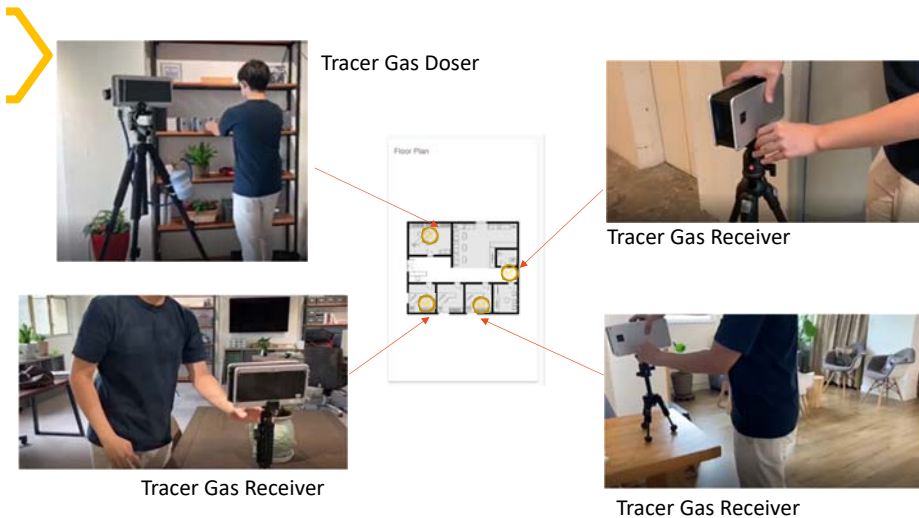 Tracer Gas Doser
Tracer Gas Receiver
Floor Plan
Tracer Gas Receiver
Tracer Gas Receiver